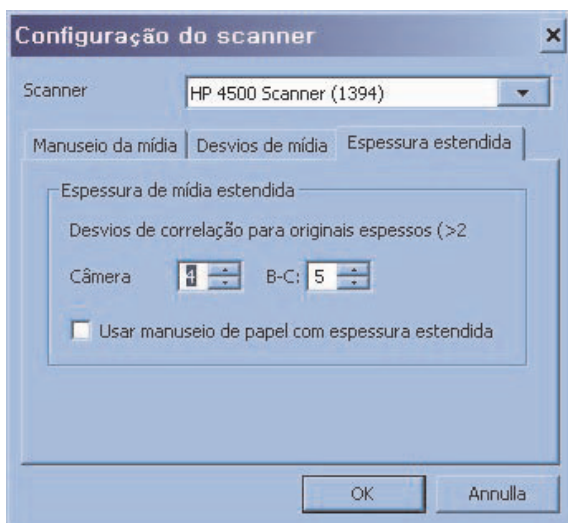 Configuração do scanner
Scanner HP 4500 Scanner (1394)
Manuseio da mídia Desvios de mídia Espessura estendida
Espessura de mídia estendida
Desvios de correlação para originais espessos (>2
Câmera 4 B-C: 5
Usar manuseio de papel com espessura estendida
OK Annulla